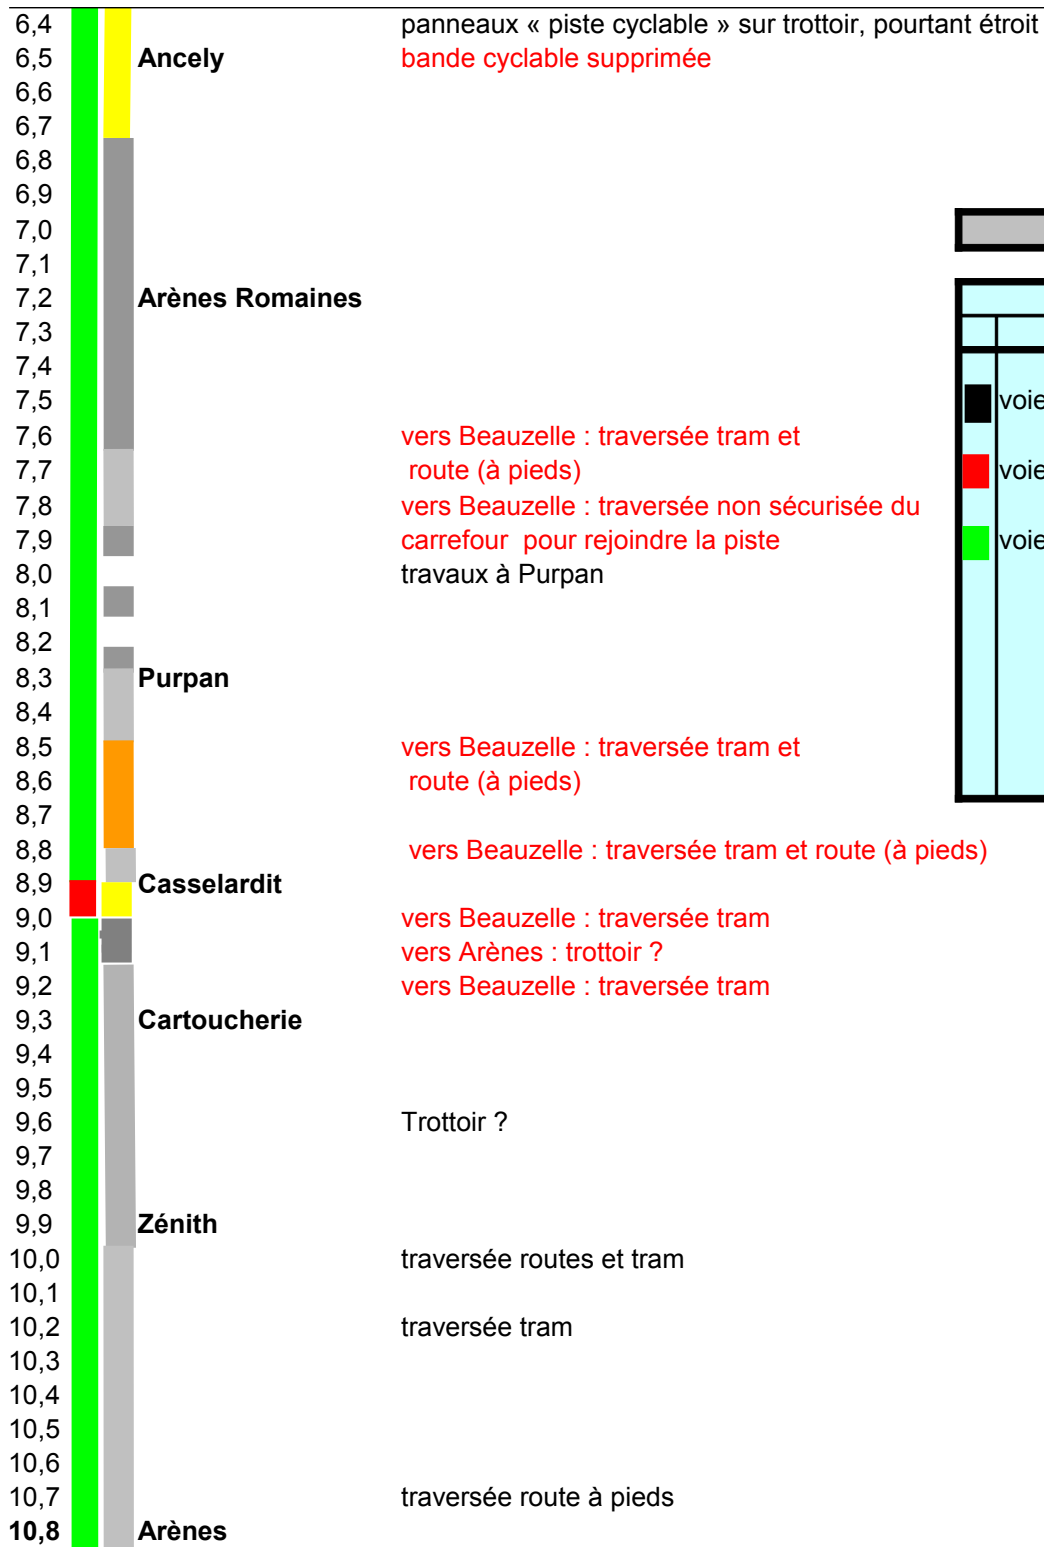 6,4 panneaux « piste cyclable » sur trottoir, pourtant étroit
6,5 Ancely bande cyclable supprimée
6,6
6,7
6,8
6,9
7,0
7,1
7,2 Arènes Romaines
7,3
7,4
7,5 voie
7,6 vers Beauzelle : traversée tram et
7,7 route (à pieds) voie
7,8 vers Beauzelle : traversée non sécurisée du
7,9 carrefour pour rejoindre la piste voie
8,0 travaux à Purpan
8,1
8,2
8,3 Purpan
8,4
8,5 vers Beauzelle : traversée tram et
8,6 route (à pieds)
8,7
8,8 vers Beauzelle : traversée tram et route (à pieds)
8,9 Casselardit
9,0 vers Beauzelle : traversée tram
9,1 vers Arènes : trottoir ?
9,2 vers Beauzelle : traversée tram
9,3 Cartoucherie
9,4
9,5
9,6 Trottoir ?
9,7
9,8
9,9 Zénith
10,0 traversée routes et tram
10,1
10,2 traversée tram
10,3
10,4
10,5
10,6
10,7 traversée route à pieds
10,8 Arènes